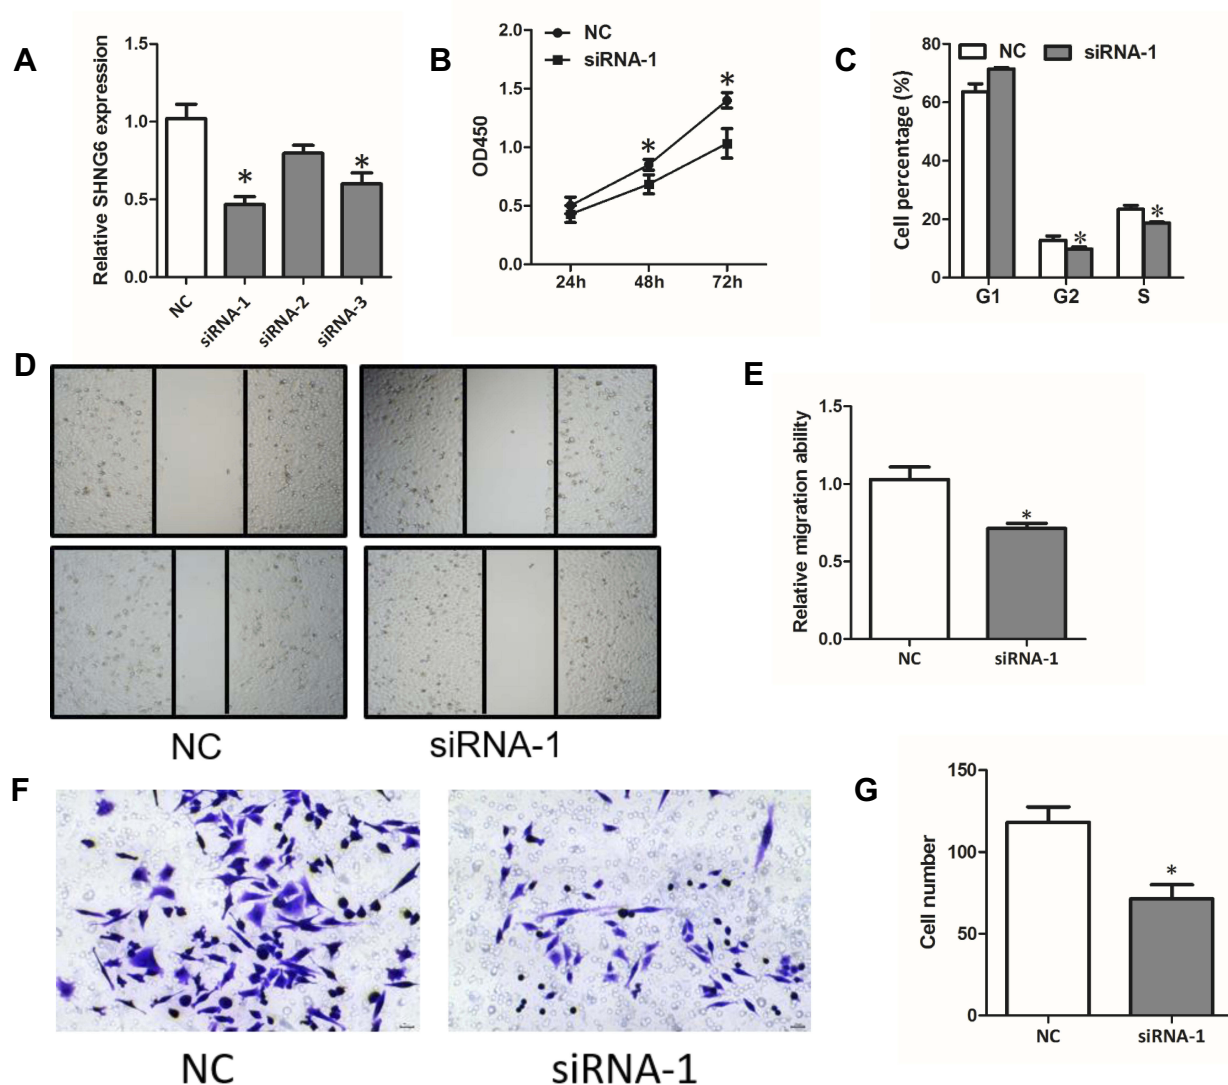 A
Relative SHNG6 expression
1.5
1.0
0.5
0.0
*
*
NC
siRNA-1
siRNA-2
siRNA-3
B
OD450
2.0
1.5
1.0
0.5
0.0
NC
siRNA-1
*
*
24h
48h
72h
C
Cell percentage (%)
80
60
40
20
0
NC
siRNA-1
*
*
G1
G2
S
D
NC
siRNA-1
E
Relative migration ability
1.5
1.0
0.5
0.0
*
NC
siRNA-1
F
NC
siRNA-1
G
Cell number
150
100
50
0
*
NC
siRNA-1